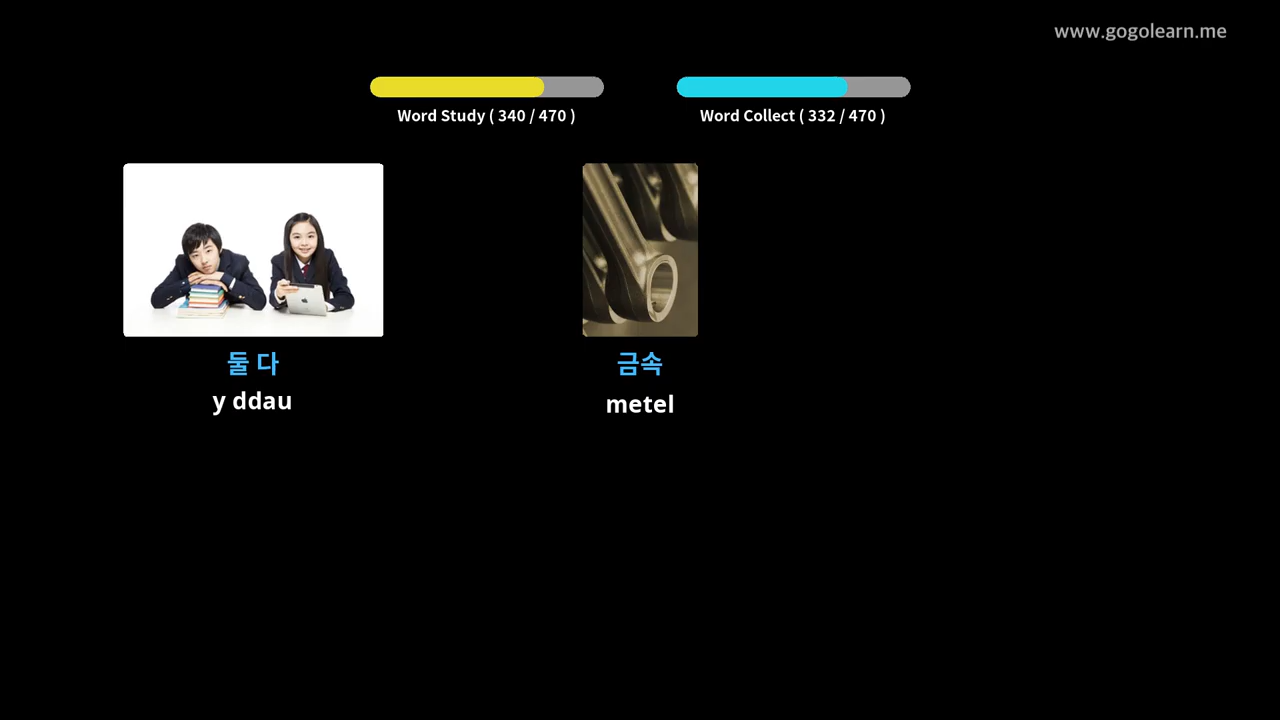 www.gogolearn.me
Word Study ( 340 / 470 )
Word Collect ( 332 / 470 )
둘 다
y ddau
금속
metel